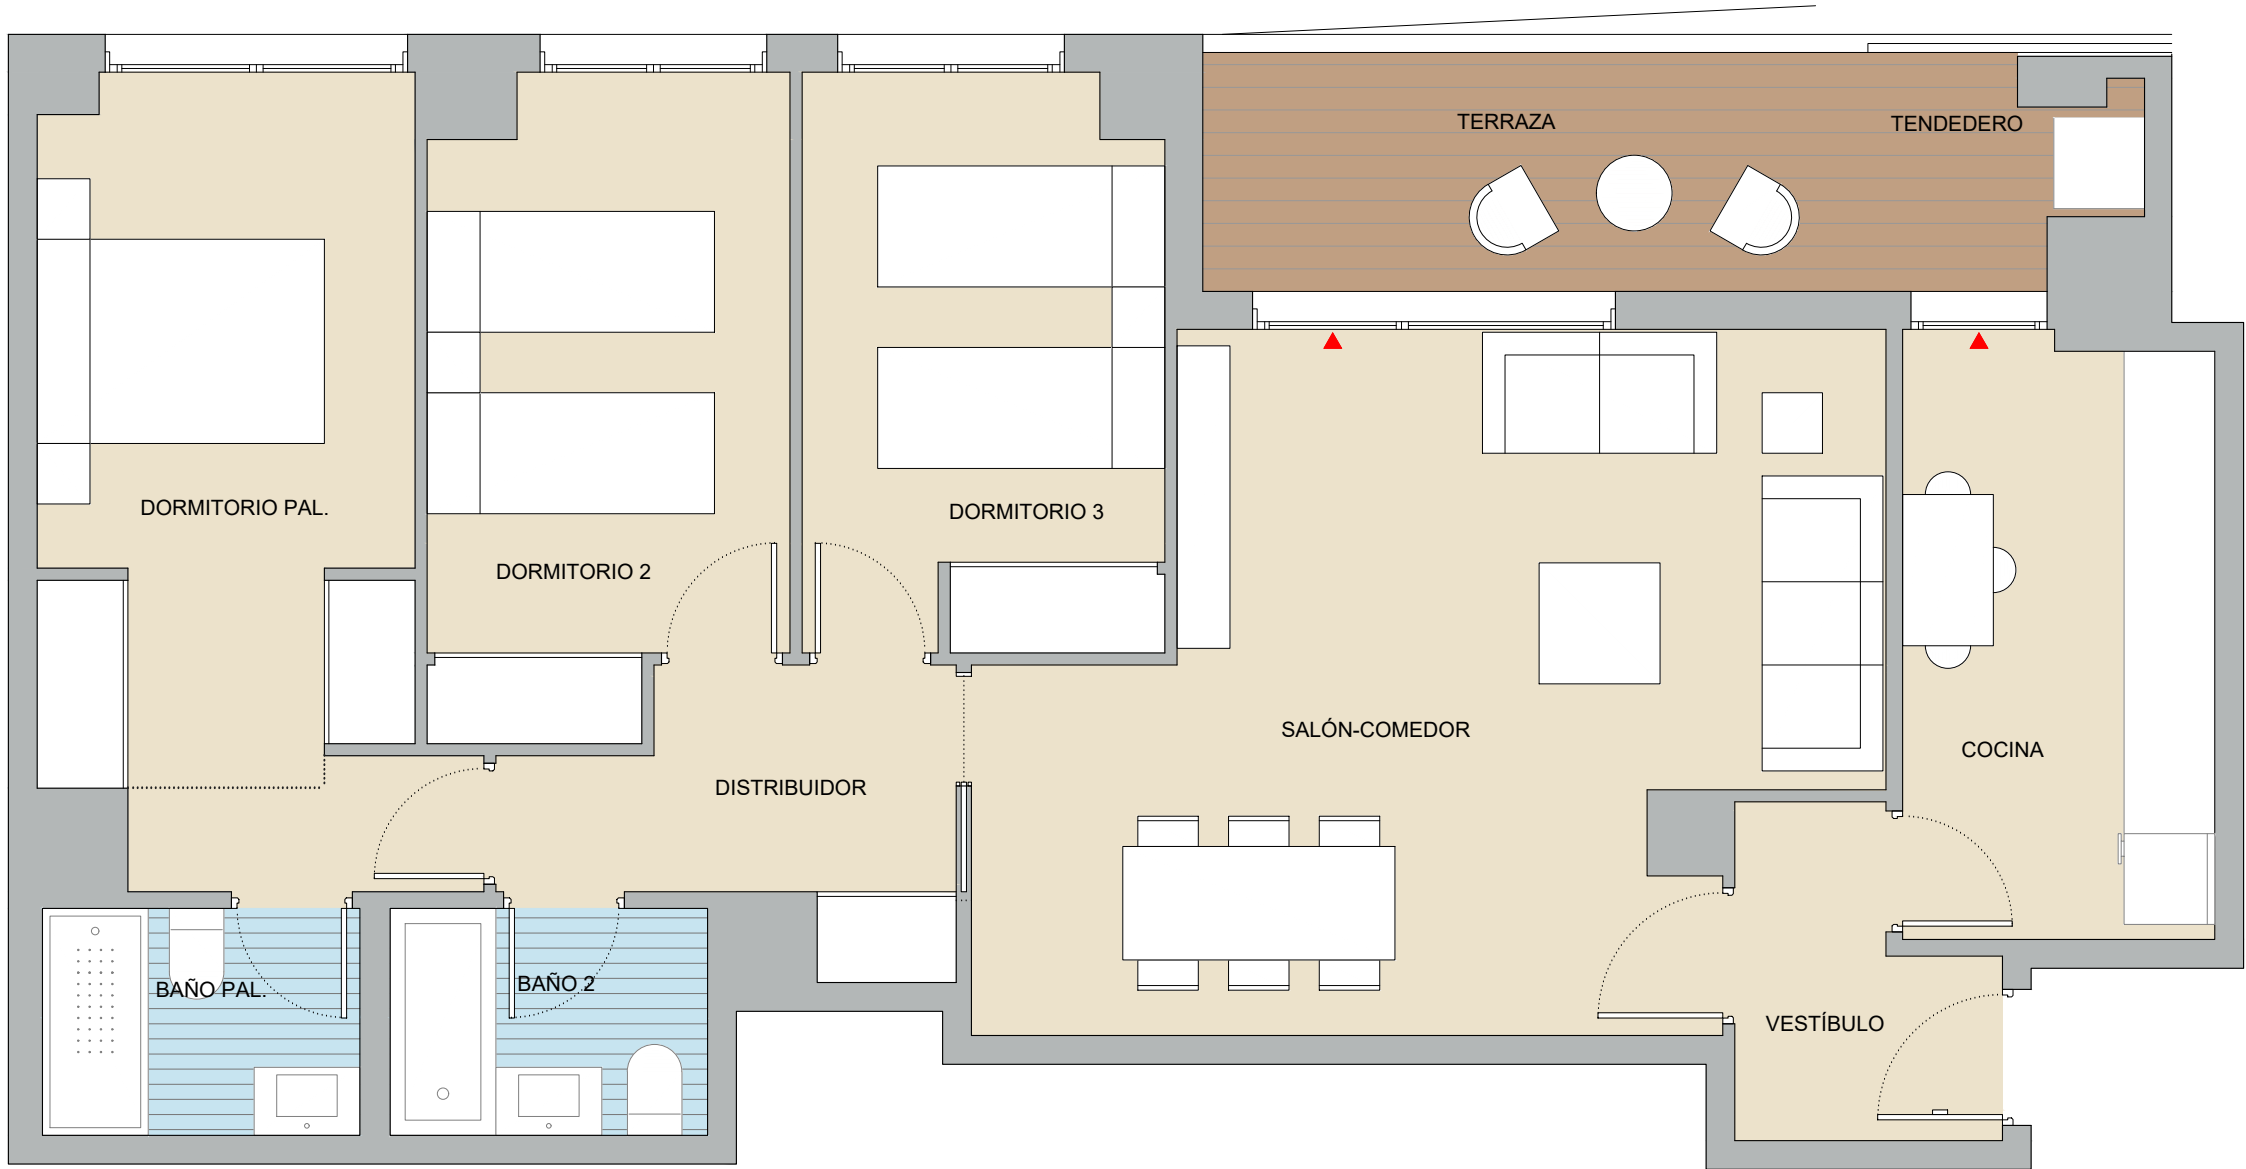 TERRAZA
TENDEDERO
DORMITORIO PAL.
DORMITORIO 3
DORMITORIO 2
SALÓN-COMEDOR
COCINA
DISTRIBUIDOR
BAÑO PAL.
BAÑO 2
VESTÍBULO